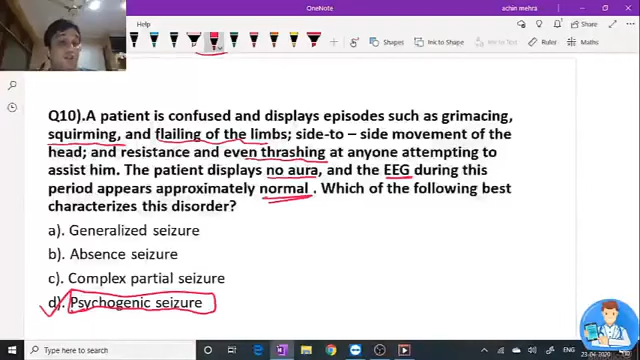 OneNote
achin mehra
Help
Share
Shapes
Ink to Shape
Ruler
Maths
Q10).A patient is confused and displays episodes such as grimacing,
squirming, and flailing of the limbs; side-to – side movement of the
head; and resistance and even thrashing at anyone attempting to
assist him. The patient displays no aura, and the EEG during this
period appears approximately normal . Which of the following best
characterizes this disorder?
a). Generalized seizure
b). Absence seizure
c). Complex partial seizure
d). Psychogenic seizure
Type here to search
ENG
23-04-2020